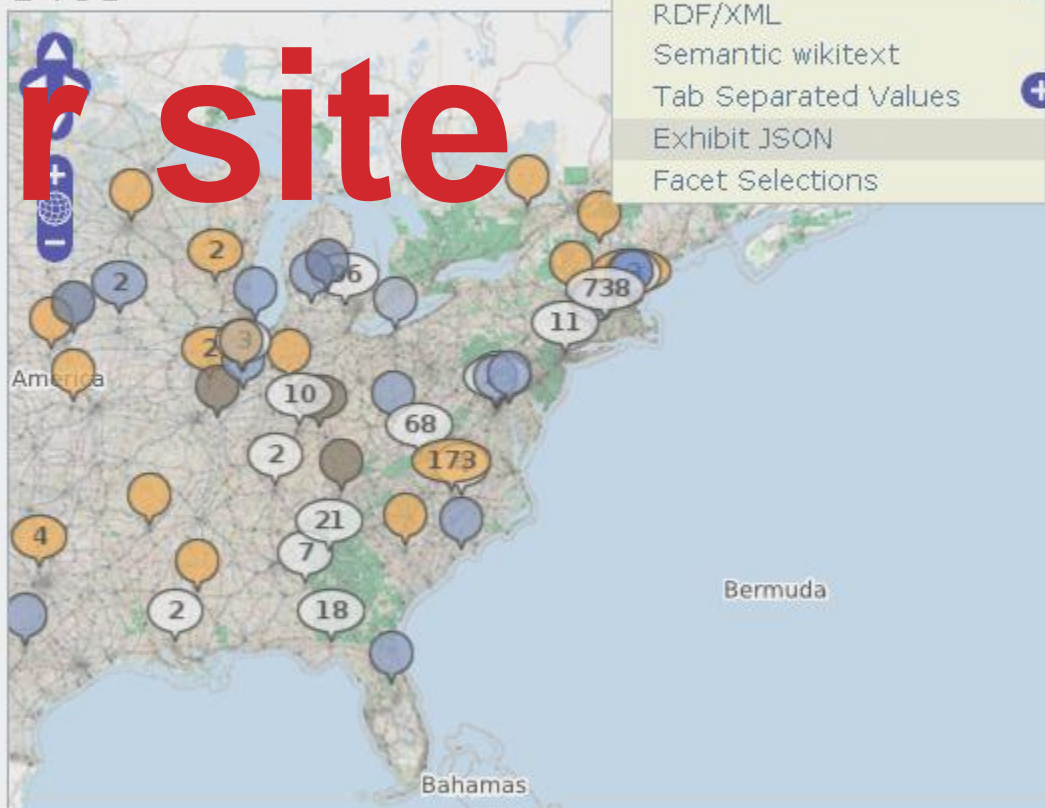 RDF/XML
Semantic wikitext
Tab Separated Values
Exhibit JSON
Facet Selections
r site
2
2
738
11
2
3
America
10
68
2
173
21
4
7
2
18
Bermuda
Bahamas